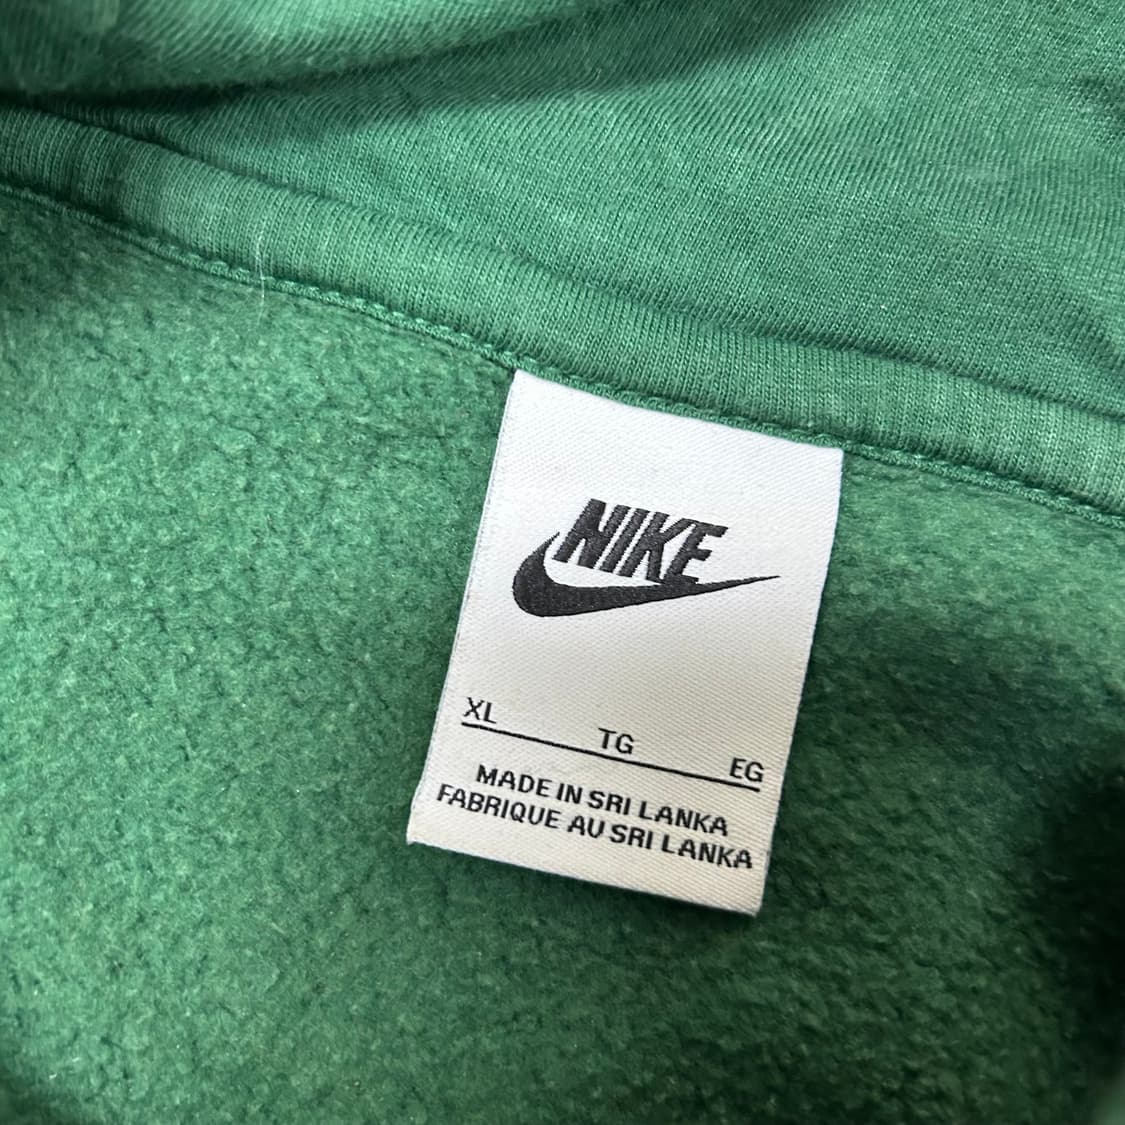 NIKE
XL TG EG
MADE IN SRI LANKA
FABRIQUE AU SRI LANKA